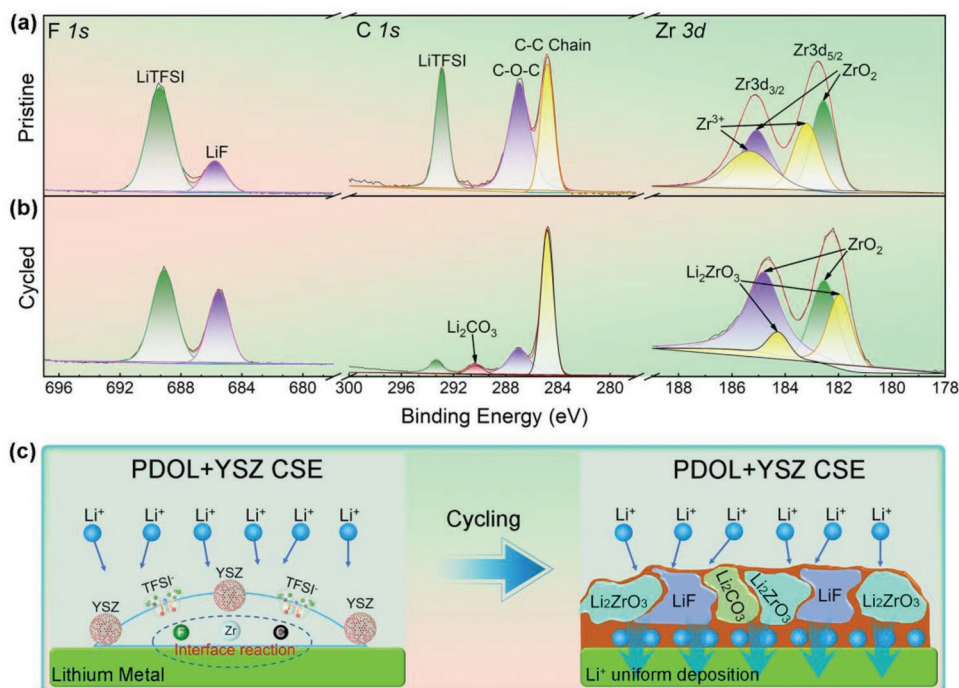 (a)
F 1s
C 1s
Zr 3d
Pristine
LiTFSI
LiF
LiTFSI
C-O-C
C-C Chain
Zr3d3/2
Zr3d5/2
ZrO2
Zr3+
(b)
Cycled
Li2CO3
Li2ZrO3
ZrO2
696 692 688 684 680 300 296 292 288 284 280 188 186 184 182 180 178
Binding Energy (eV)
(c)
PDOL+YSZ CSE
Li+ Li+ Li+ Li+ Li+ Li+
YSZ TFSI- YSZ TFSI- YSZ
F Zr
Interface reaction
Lithium Metal
Cycling
PDOL+YSZ CSE
Li+ Li+ Li+ Li+ Li+ Li+
Li2ZrO3 LiF Li2CO3 Li2ZrO3 LiF Li2ZrO3
Li+ uniform deposition